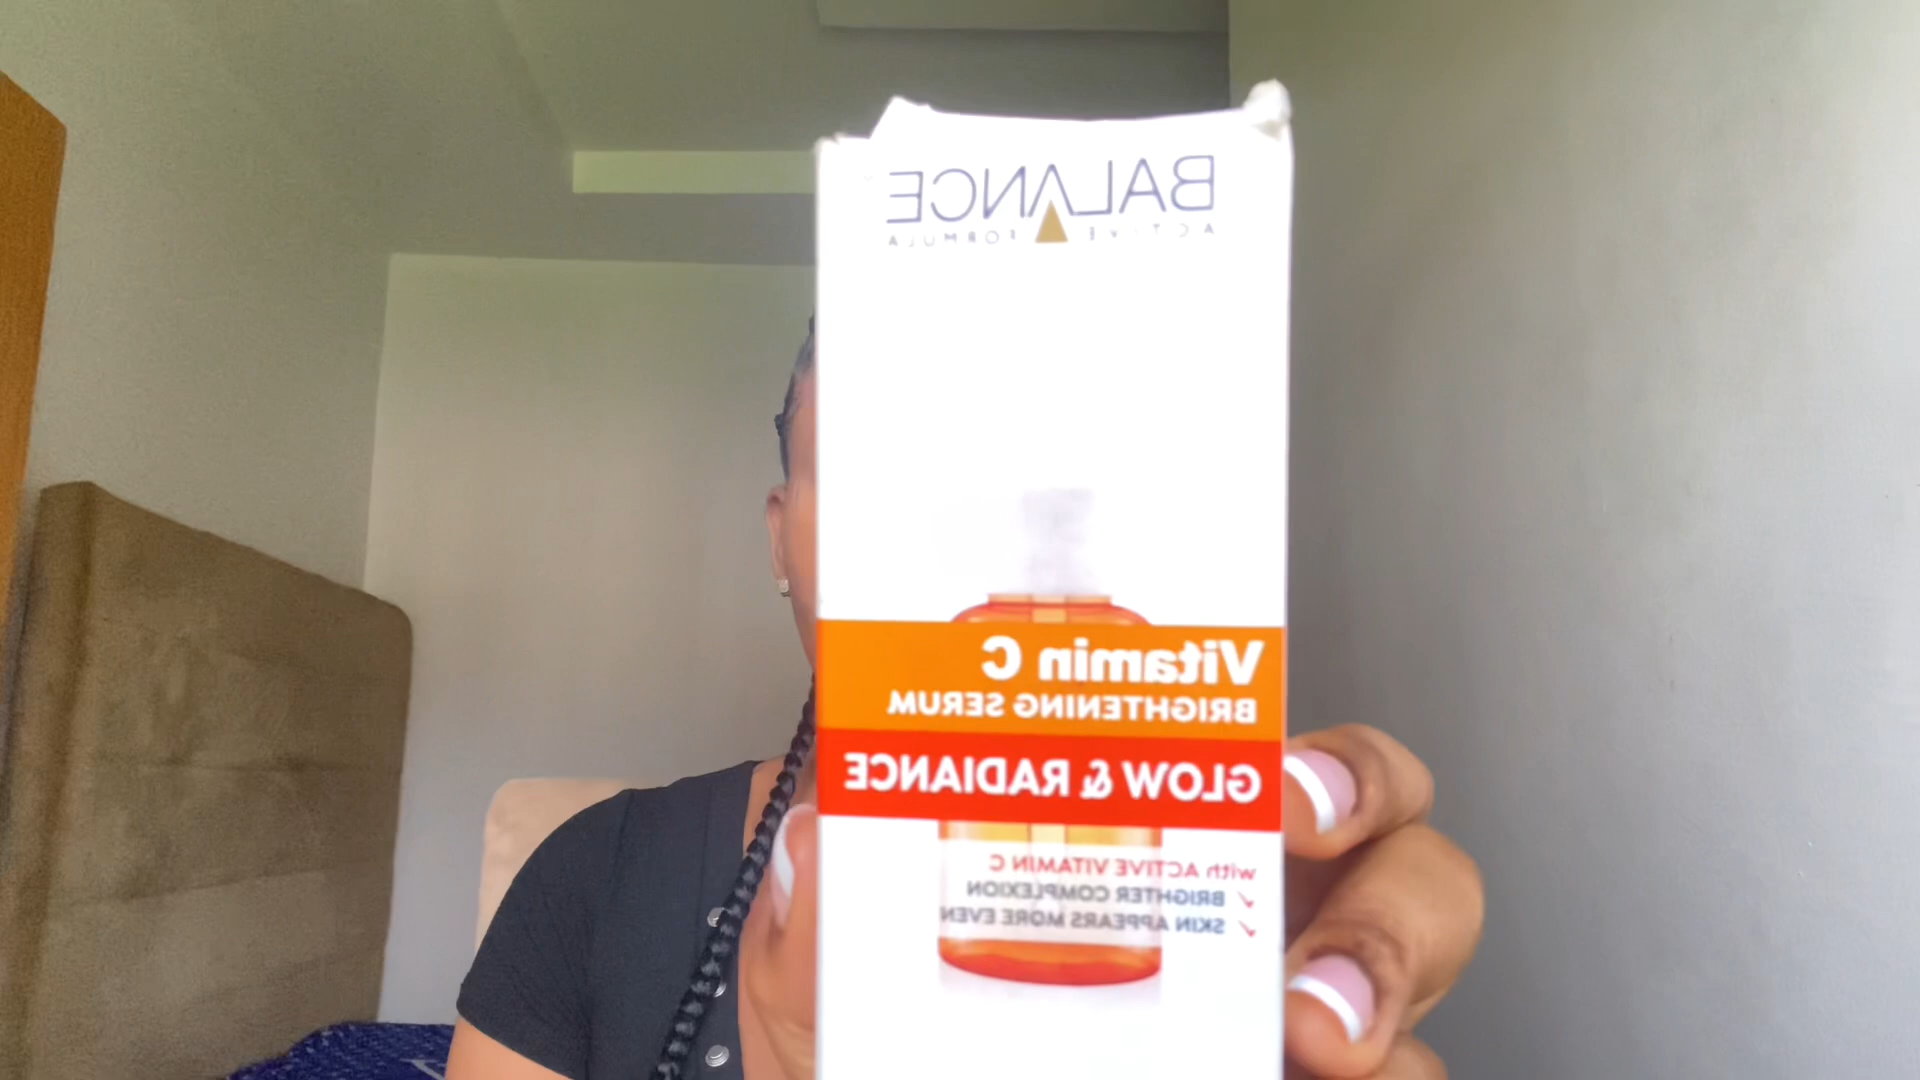 BALANCE
ACTIVE FORMULA
Vitamin C
BRIGHTENING SERUM
GLOW & RADIANCE
with ACTIVE VITAMIN C
✓ BRIGHTER COMPLEXION
✓ SKIN APPEARS MORE EVEN